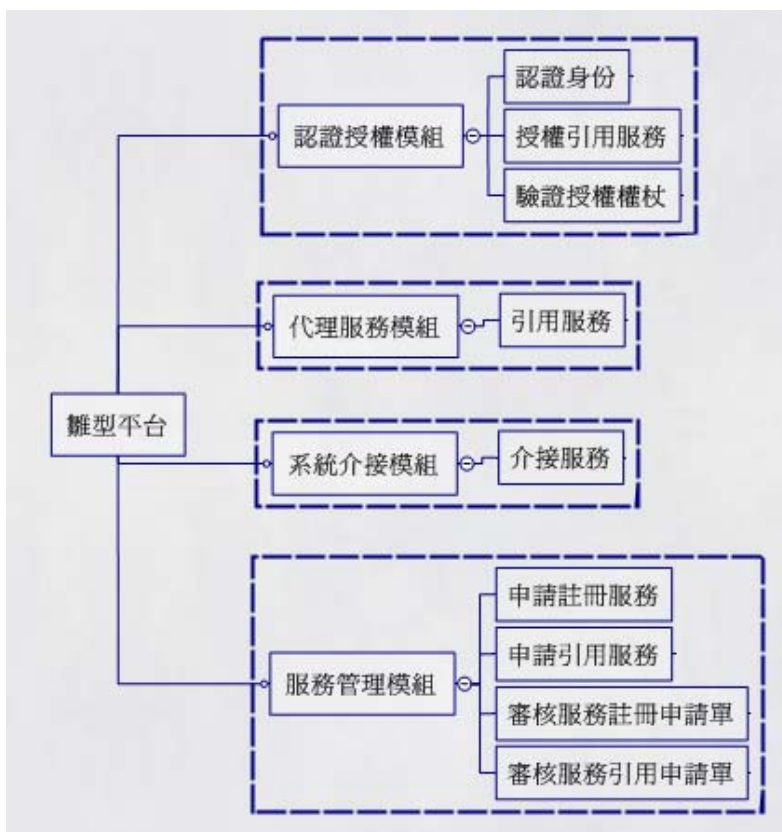 認證身份
認證授權模組
授權引用服務
驗證授權權杖
代理服務模組
引用服務
雛型平台
系統介接模組
介接服務
申請註冊服務
申請引用服務
服務管理模組
審核服務註冊申請單
審核服務引用申請單